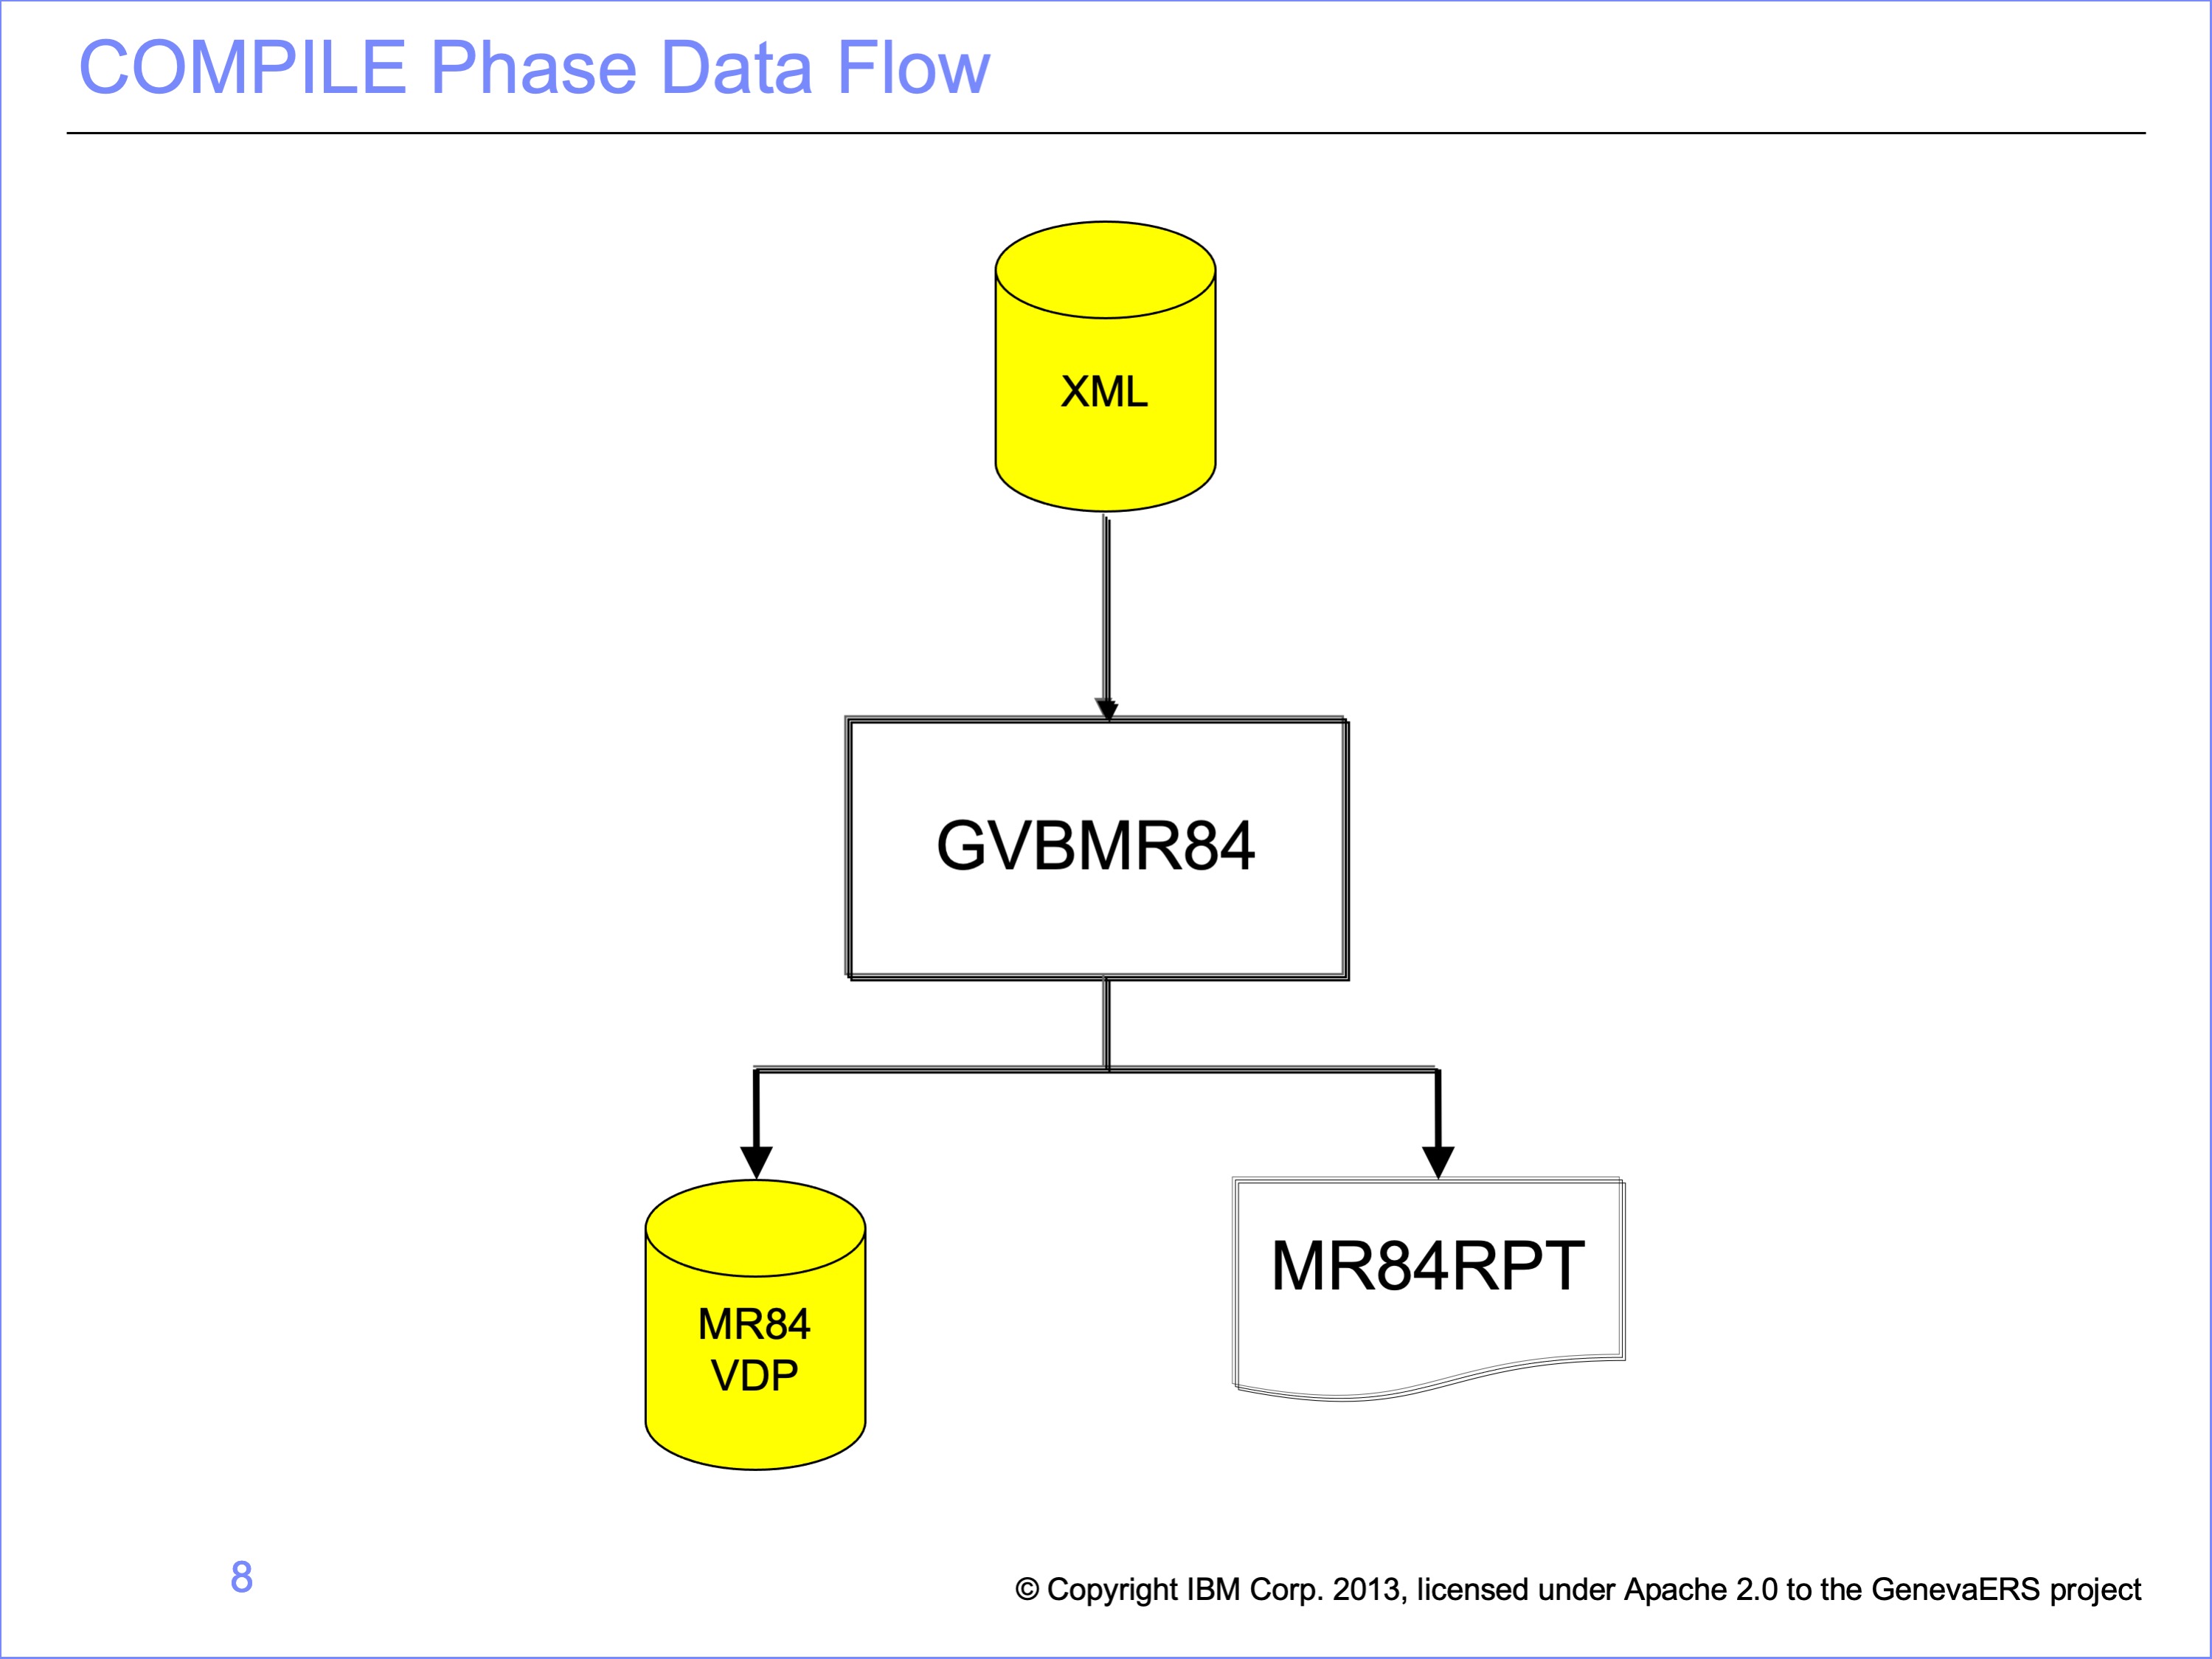 COMPILE Phase Data Flow
XML
GVBMR84
MR84
VDP
MR84RPT
8
© Copyright IBM Corp. 2013, licensed under Apache 2.0 to the GenevaERS project